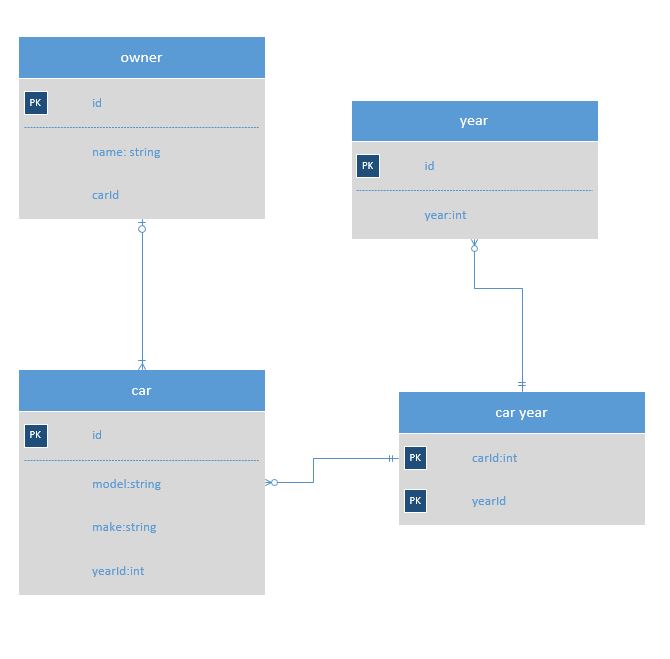 owner
PK id
name: string
carId
year
PK id
year:int
car
PK id
model:string
make:string
yearId:int
car year
PK carId:int
PK yearId